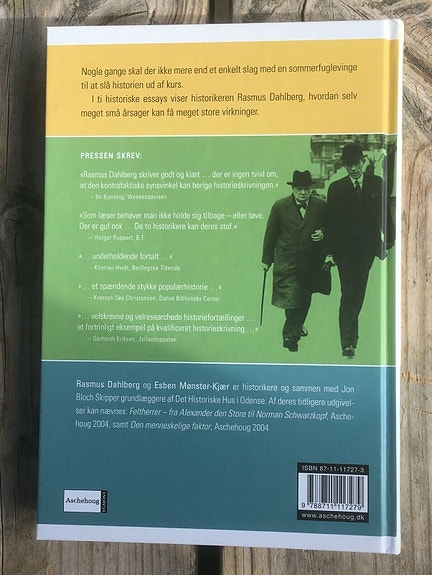 Nogle gange skal der ikke mere end et enkelt slag med en sommerfuglevinge
til at slå historien ud af kurs.
I ti historiske essays viser historikeren Rasmus Dahlberg, hvordan selv
meget små årsager kan få meget store virkninger.
PRESSEN SKREV:
»Rasmus Dahlberg skriver godt og klart ... der er ingen tvivl om,
at den kontrafaktiske synsvinkel kan berige historieskrivningen.«
– Bo Bjørnvig, Weekendavisen
»Som læser behøver man ikke holde sig tilbage – eller tøve.
Der er guf nok ... De to historikere kan deres stof.«
– Holger Ruppert, B.T.
»... underholdende fortalt ...«
– Kristian Hvidt, Berlingske Tidende
»... et spændende stykke populærhistorie ...«
– Kirsten Søe Christensen, Dansk Biblioteks Center
»... velskrevne og velresearchede historiefortællinger ...
et fortrinligt eksempel på kvalificeret historieskrivning ...«
– Gerhardt Eriksen, Jyllandsposten
Rasmus Dahlberg og Esben Mønster-Kjær er historikere og sammen med Jon
Bloch Skipper grundlæggere af Det Historiske Hus i Odense. Af deres tidligere udgivel-
ser kan nævnes: Feltherrer – fra Alexander den Store til Norman Schwarzkopf, Asche-
houg 2004, samt Den menneskelige faktor, Aschehoug 2004
ISBN 87-11-11727-3
9 788711 117279
www.aschehoug.dk
Aschehoug
EGMONT